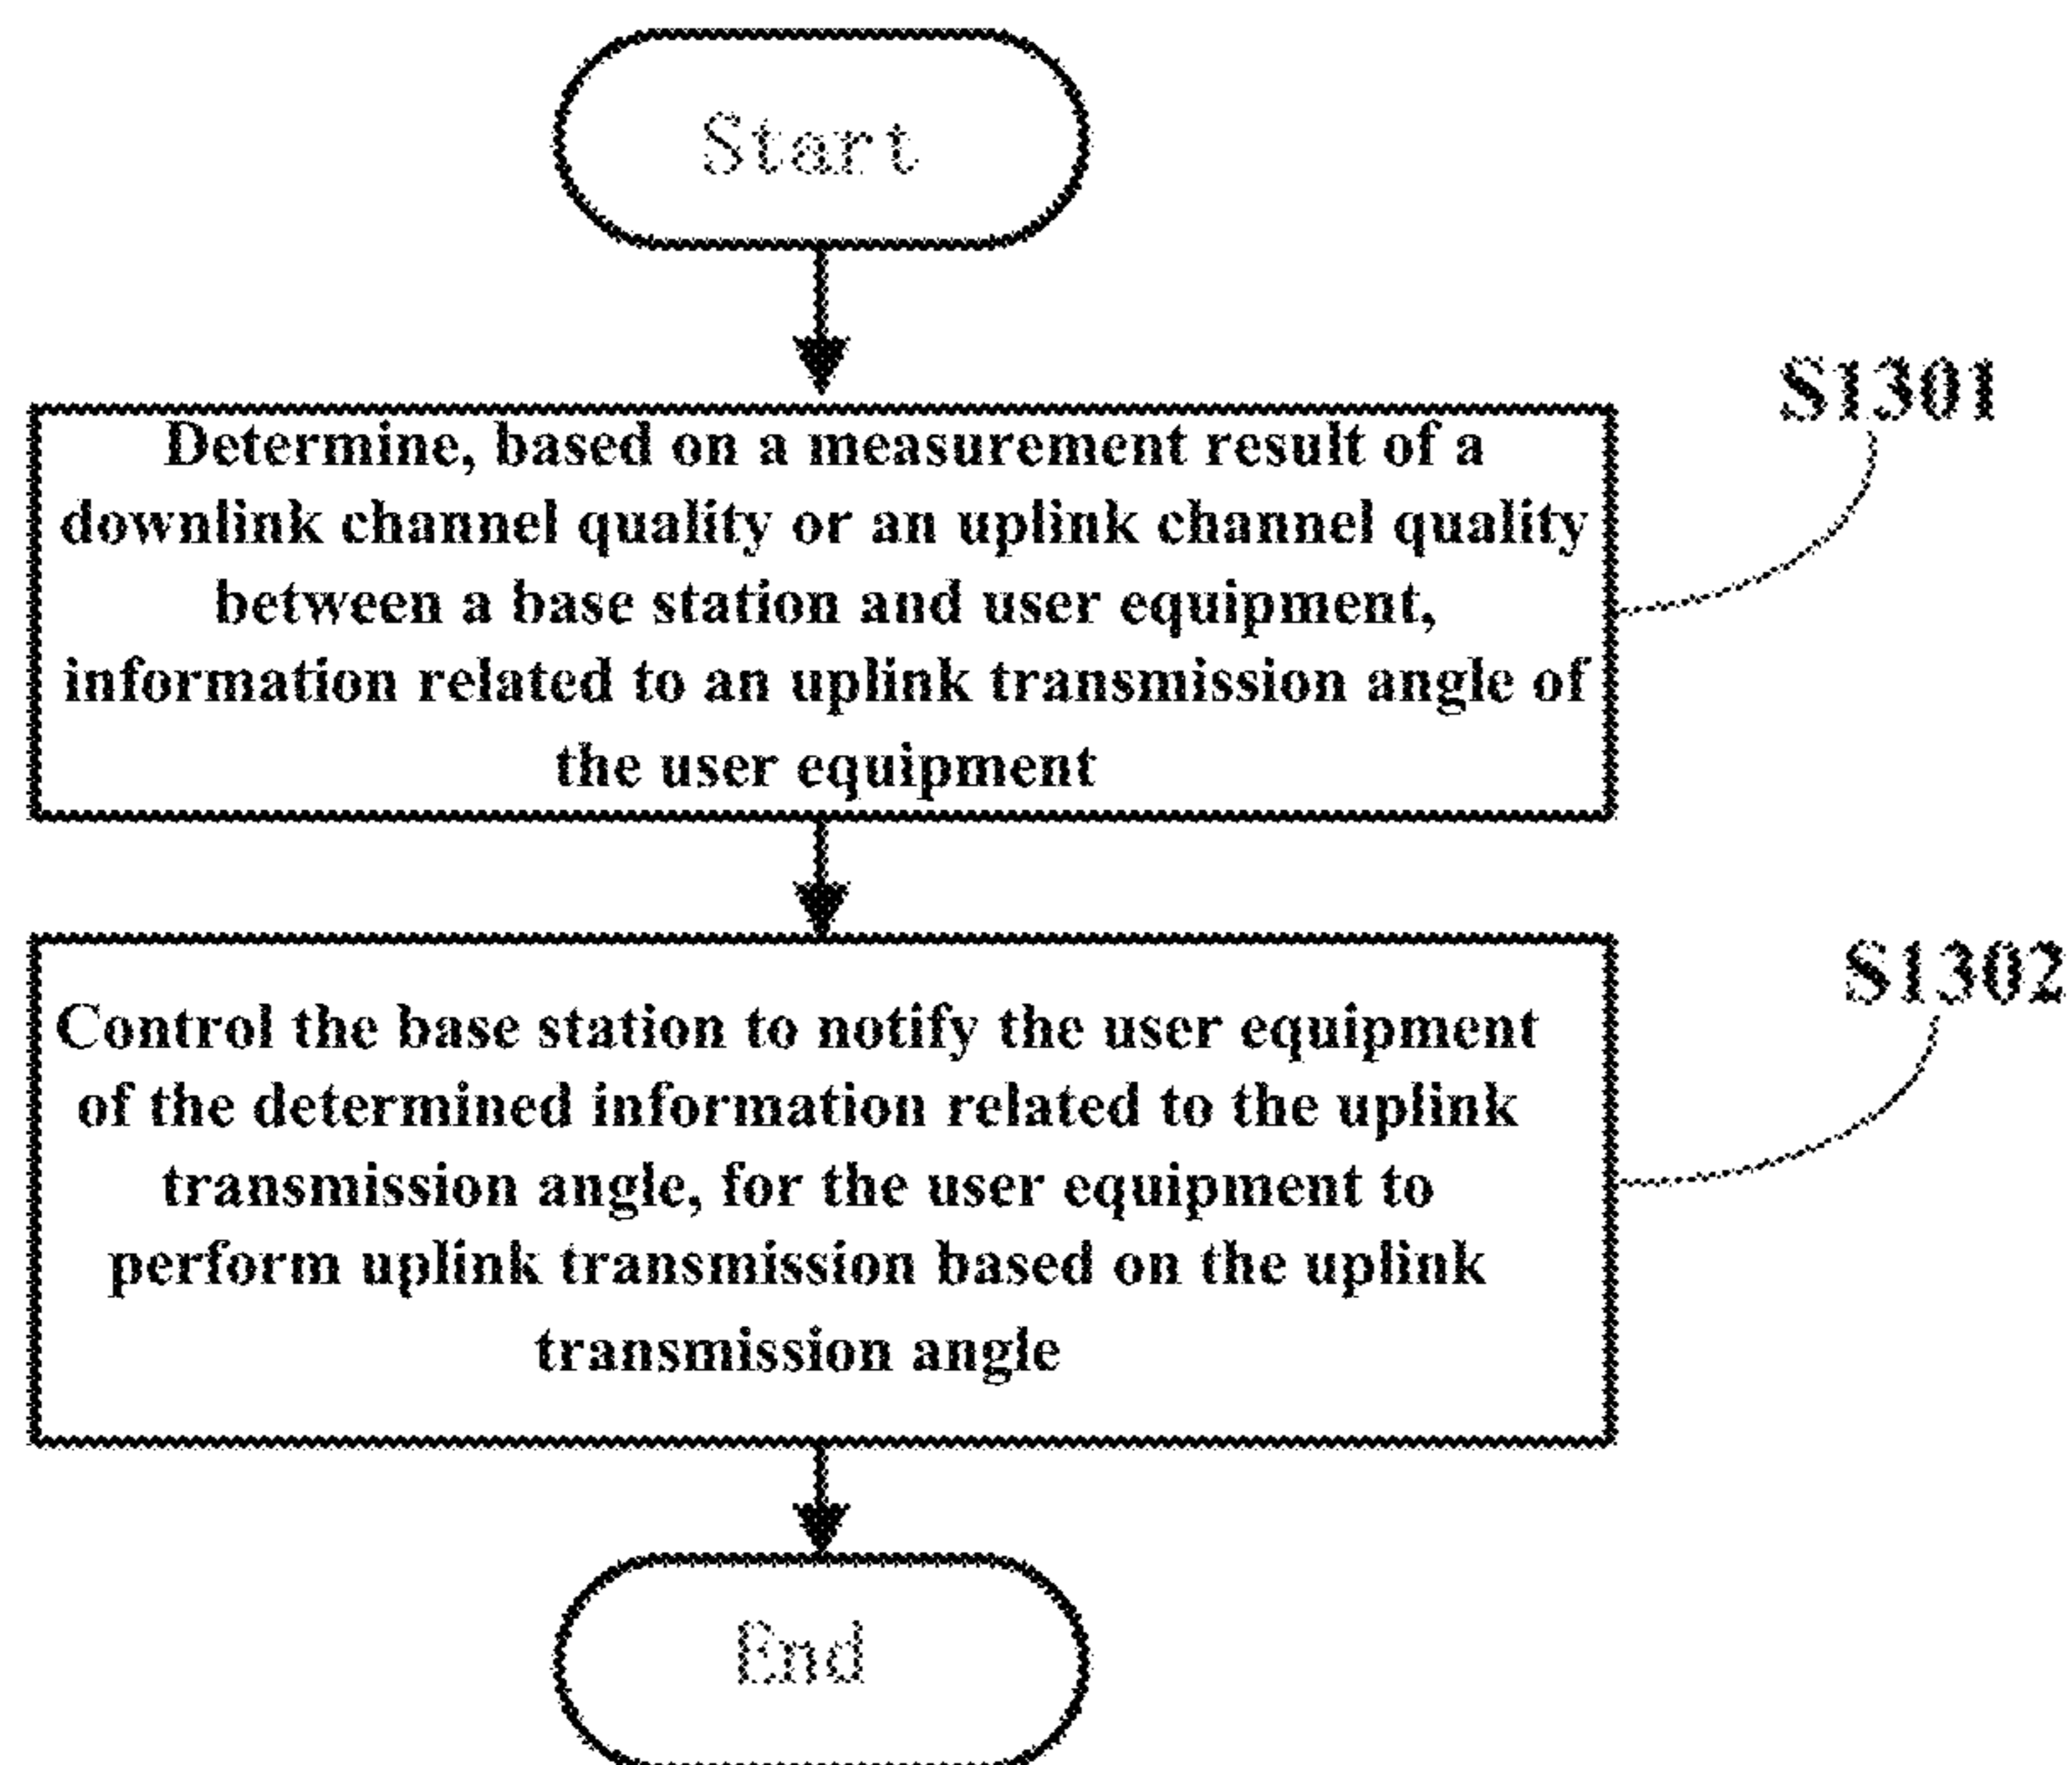 Start
S1301
Determine, based on a measurement result of a
downlink channel quality or an uplink channel quality
between a base station and user equipment,
information related to an uplink transmission angle of
the user equipment
S1302
Control the base station to notify the user equipment
of the determined information related to the uplink
transmission angle, for the user equipment to
perform uplink transmission based on the uplink
transmission angle
End